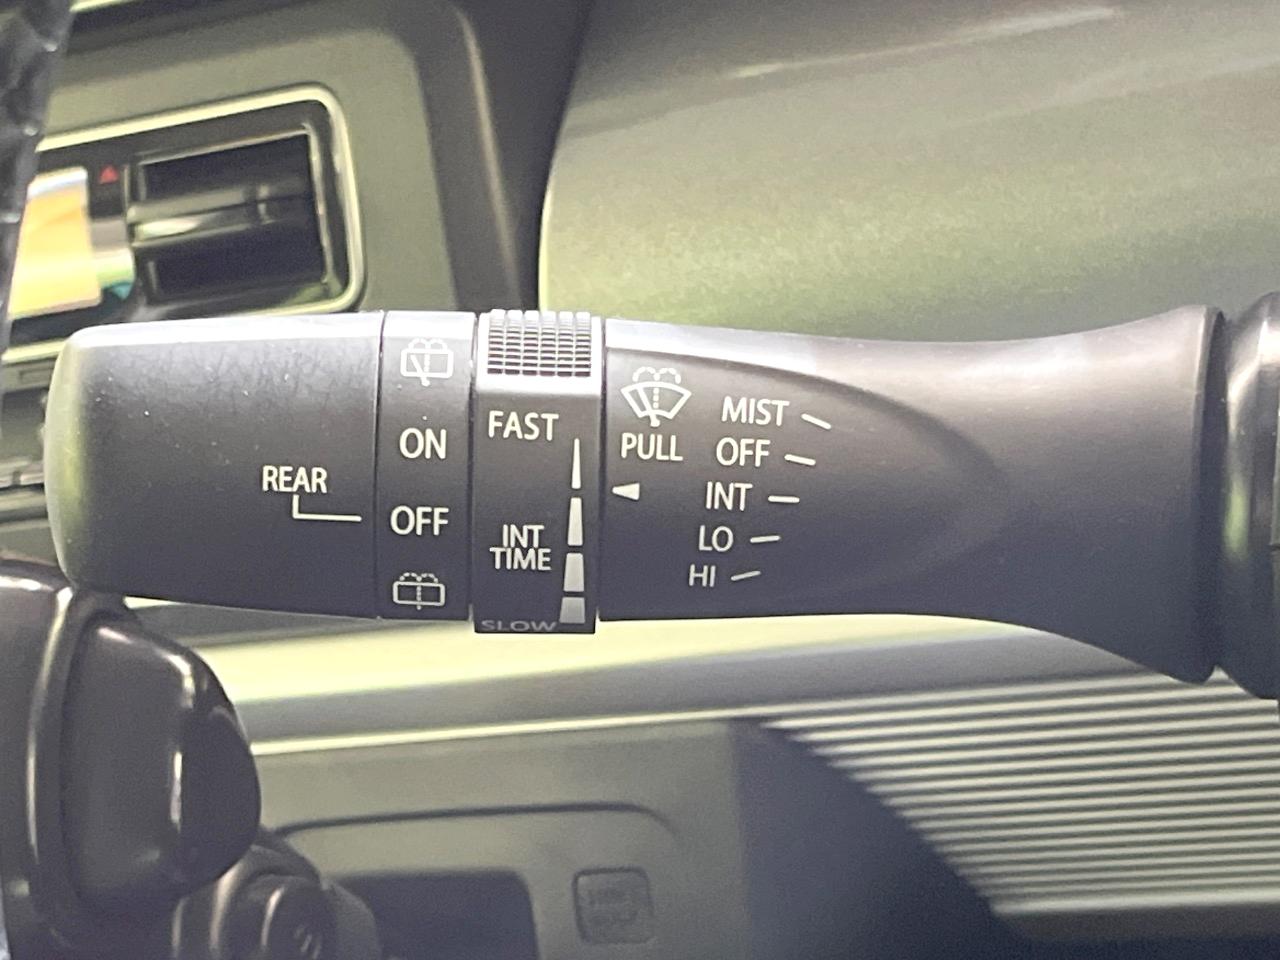 REAR
ON
OFF
FAST
INT
TIME
SLOW
PULL
MIST
OFF
INT
LO
HI